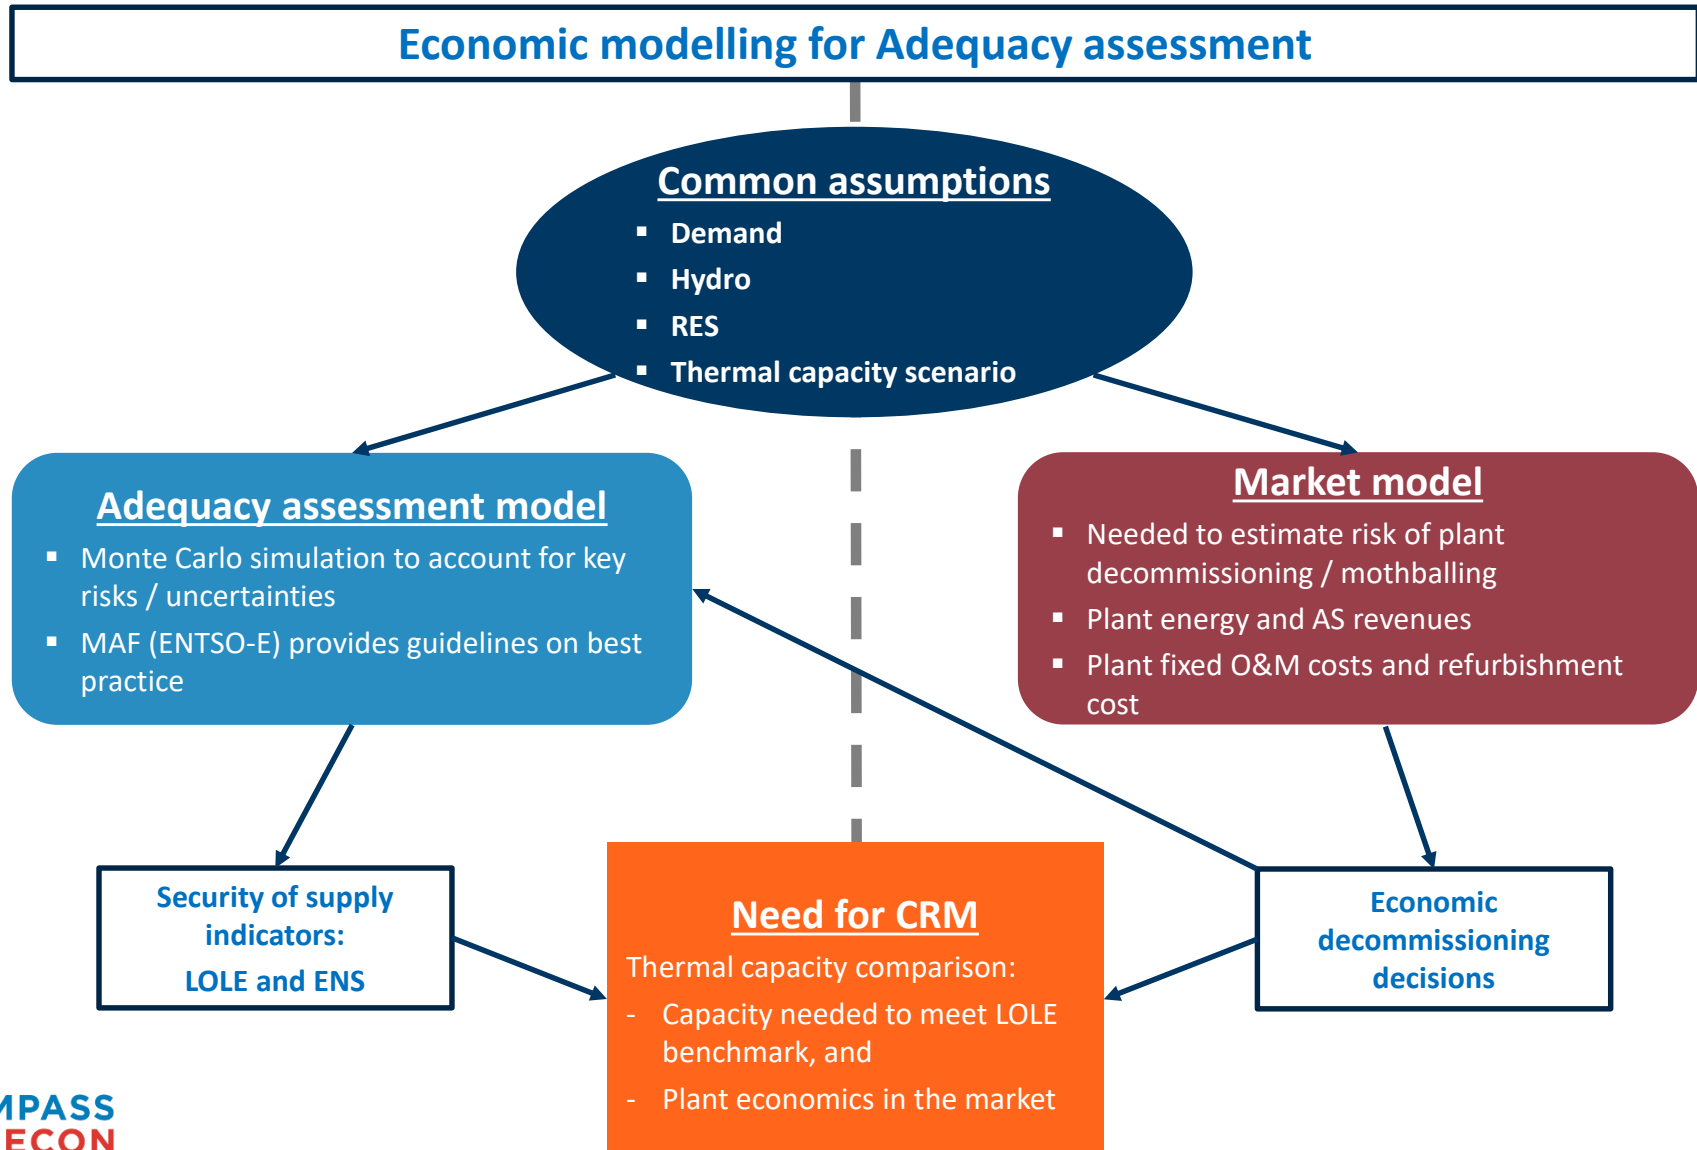 Economic modelling for Adequacy assessment
Common assumptions
▪ Demand
▪ Hydro
▪ RES
▪ Thermal capacity scenario
Adequacy assessment model
▪ Monte Carlo simulation to account for key
risks / uncertainties
▪ MAF (ENTSO-E) provides guidelines on best
practice
Market model
▪ Needed to estimate risk of plant
decommissioning / mothballing
▪ Plant energy and AS revenues
▪ Plant fixed O&M costs and refurbishment
cost
Security of supply
indicators:
LOLE and ENS
Need for CRM
Thermal capacity comparison:
- Capacity needed to meet LOLE
benchmark, and
- Plant economics in the market
Economic
decommissioning
decisions
MPASS
ECON